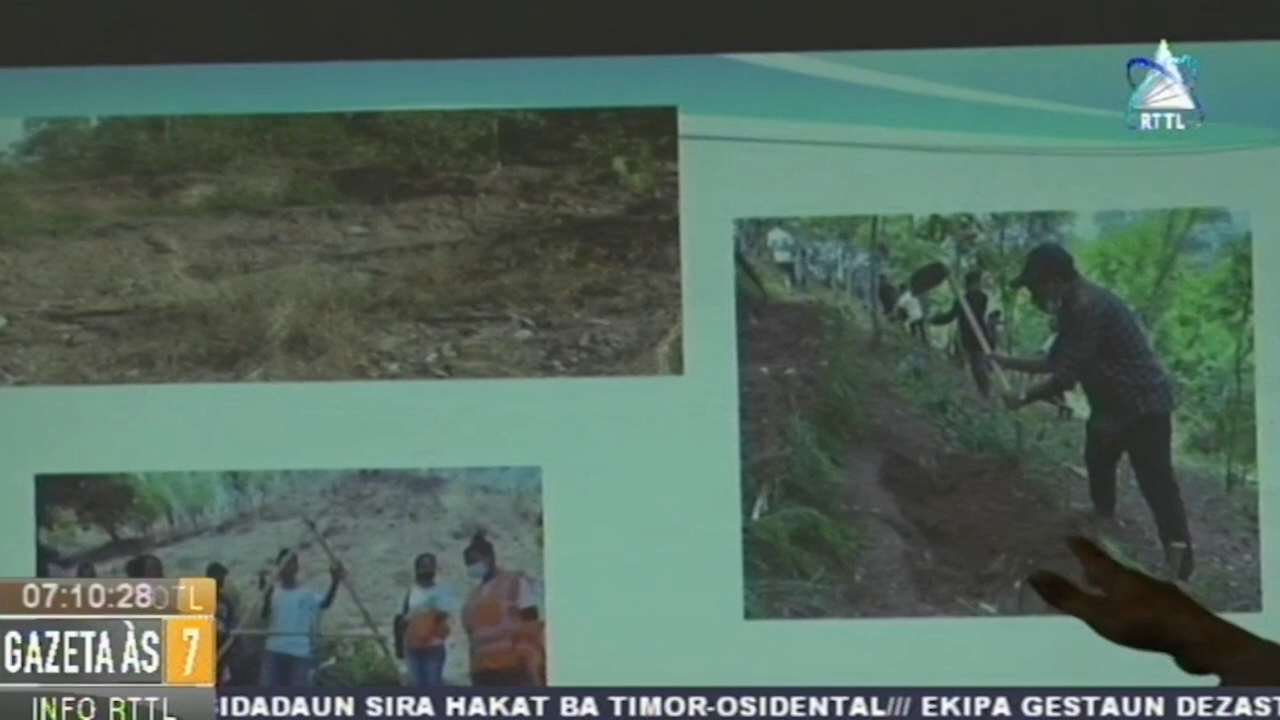 RTTL
07:10:28
GAZETA ÀS 7
INFO RTTL
SIDADAUN SIRA HAKAT BA TIMOR-OSIDENTAL/// EKIPA GESTAUN DEZAST